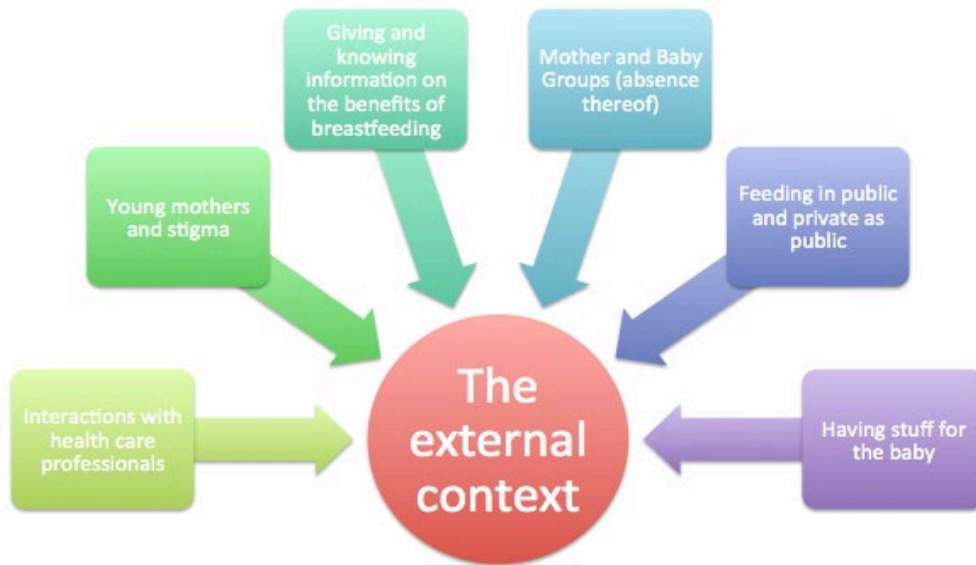 Giving and
knowing
information on
the benefits of
breastfeeding
Mother and Baby
Groups (absence
thereof)
Young mothers
and stigma
Feeding in public
and private as
public
Interactions with
health care
professionals
The
external
context
Having stuff for
the baby